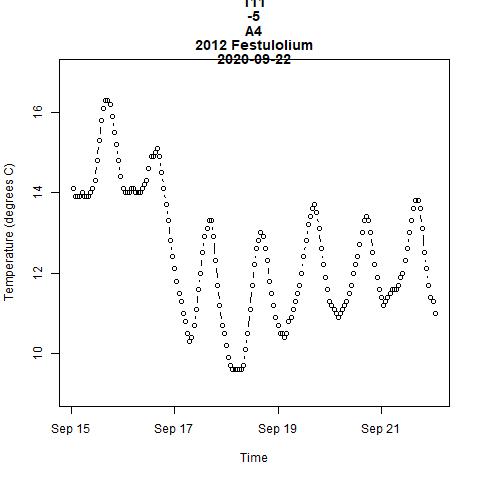 111
-5
A4
2012 Festulolium
2020-09-22
16
14
12
10
Temperature (degrees C)
Sep 15 Sep 17 Sep 19 Sep 21
Time